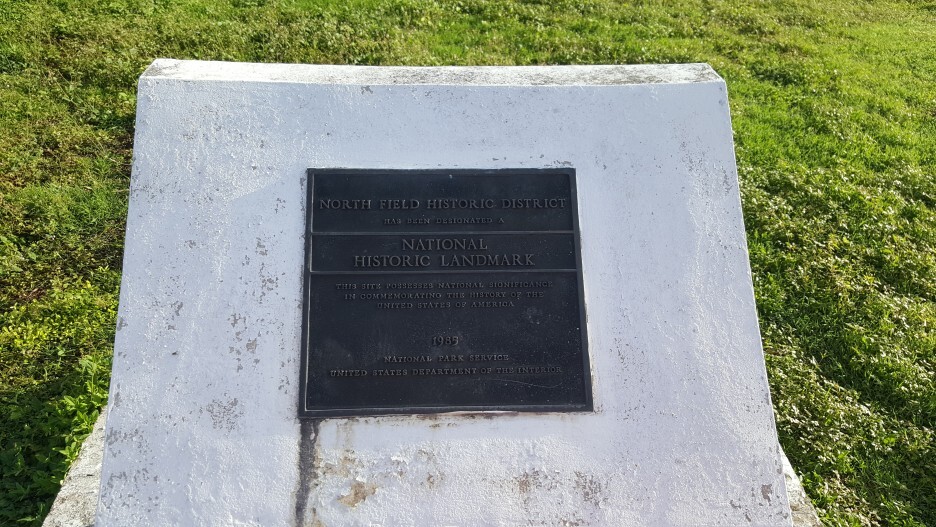 NORTH FIELD HISTORIC DISTRICT
HAS BEEN DESIGNATED A
NATIONAL
HISTORIC LANDMARK
THIS SITE POSSESSES NATIONAL SIGNIFICANCE
IN COMMEMORATING THE HISTORY OF THE
UNITED STATES OF AMERICA
1985
NATIONAL PARK SERVICE
UNITED STATES DEPARTMENT OF THE INTERIOR